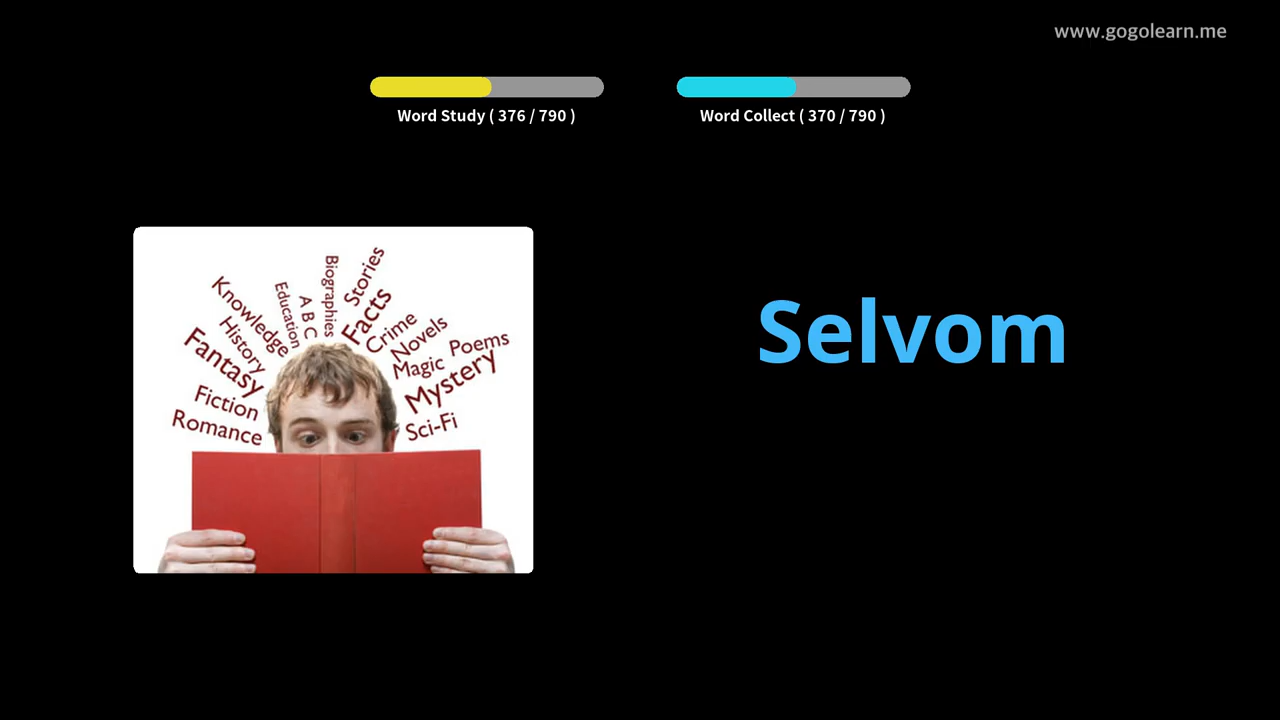 www.gogolearn.me
Word Study ( 376 / 790 )
Word Collect ( 370 / 790 )
Selvom
Biographies
Stories
Education
A B C
Facts
Knowledge
Crime
History
Novels
Fantasy
Magic
Poems
Mystery
Fiction
Romance
Sci-Fi